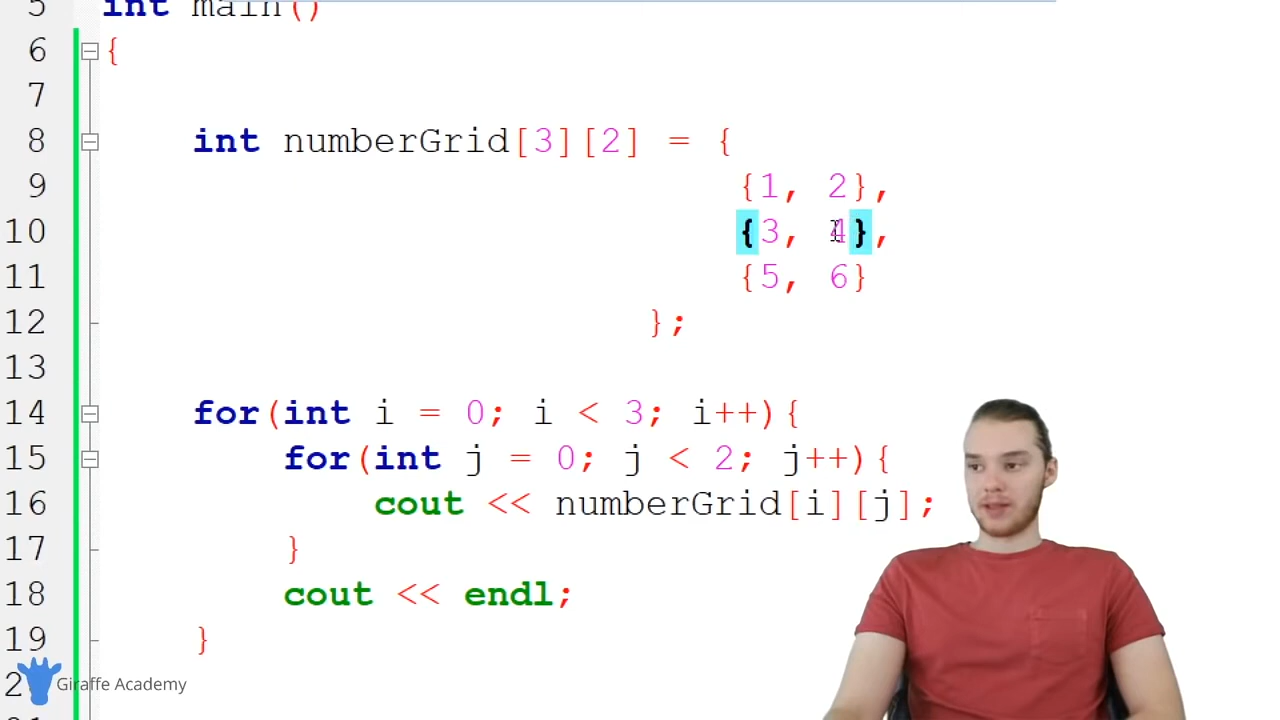 5 int main()
6 {
7
8 int numberGrid[3][2] = {
9 {1, 2},
10 {3, 4},
11 {5, 6}
12 };
13
14 for(int i = 0; i < 3; i++){
15 for(int j = 0; j < 2; j++){
16 cout << numberGrid[i][j];
17 }
18 cout << endl;
19 }
Giraffe Academy